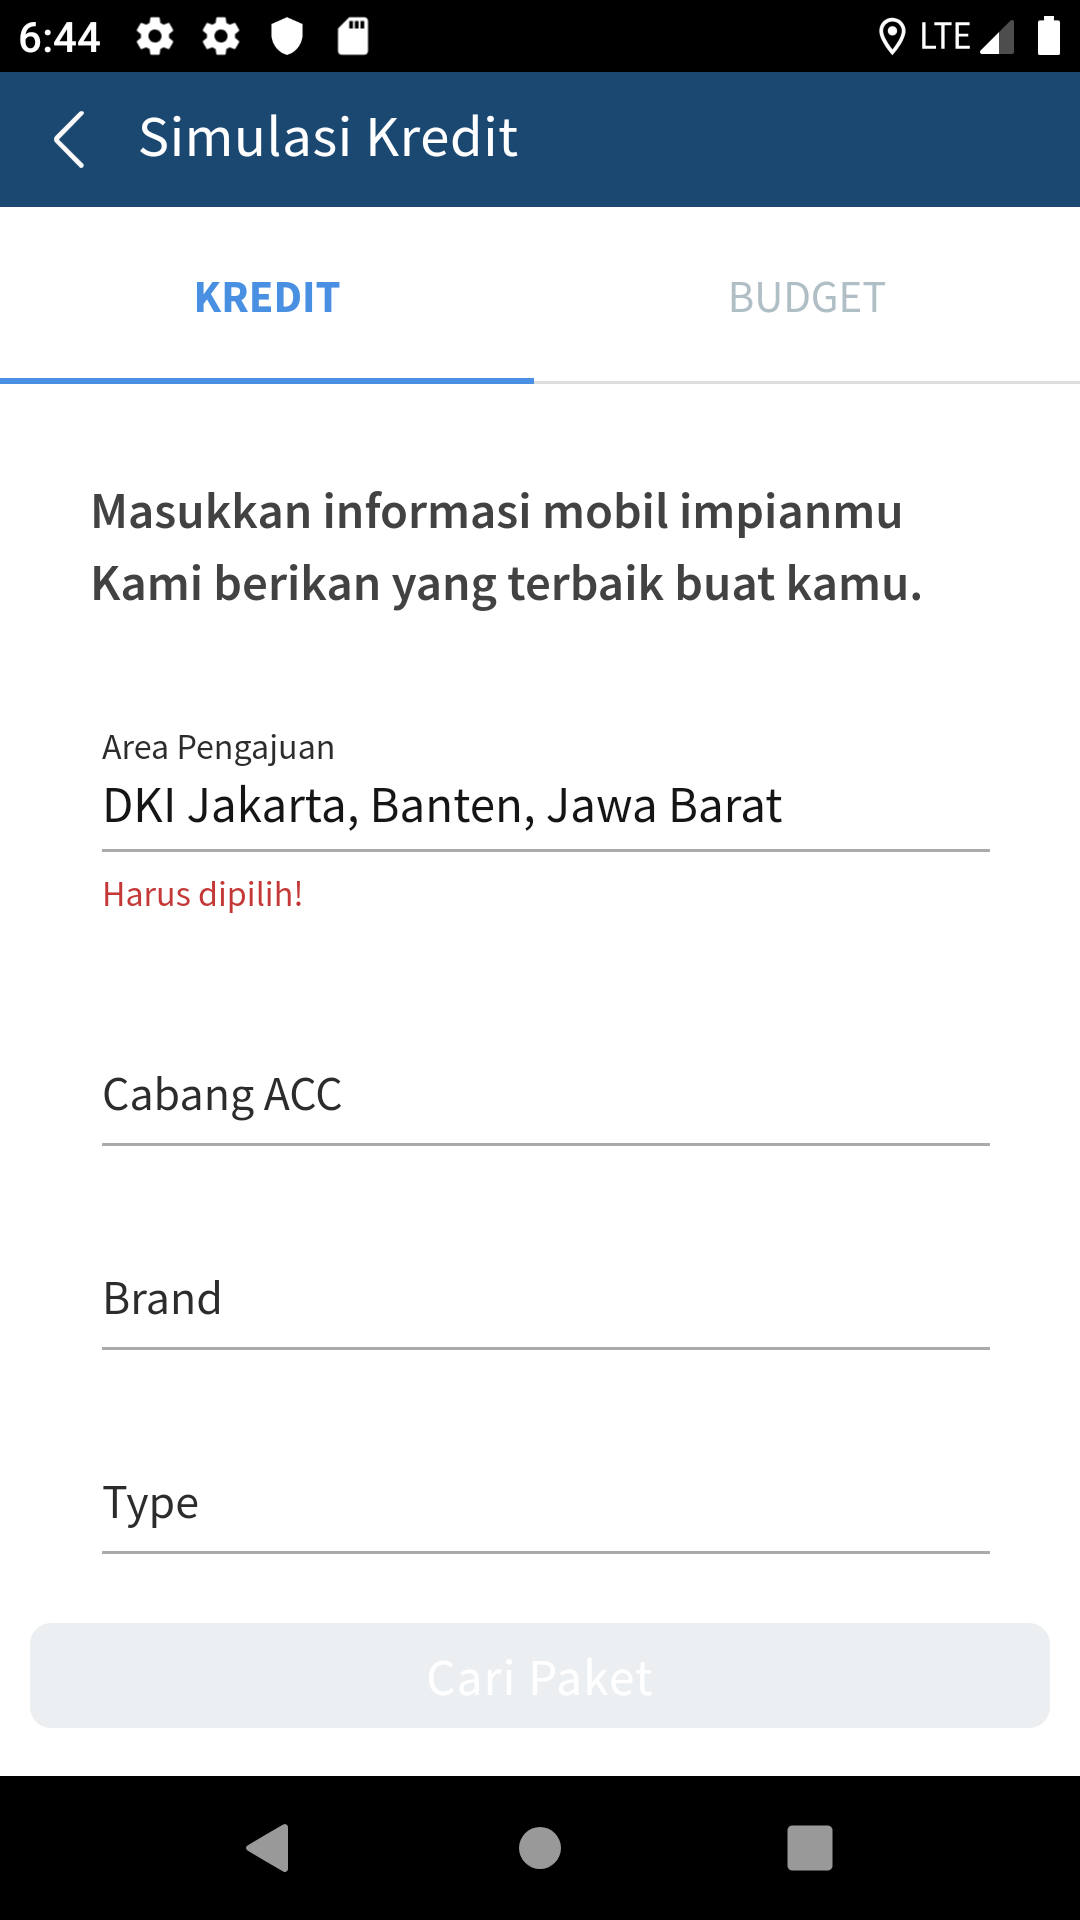 6:44
LTE
Simulasi Kredit
KREDIT
BUDGET
Masukkan informasi mobil impianmu
Kami berikan yang terbaik buat kamu.
Area Pengajuan
DKI Jakarta, Banten, Jawa Barat
Harus dipilih!
Cabang ACC
Brand
Type
Cari Paket